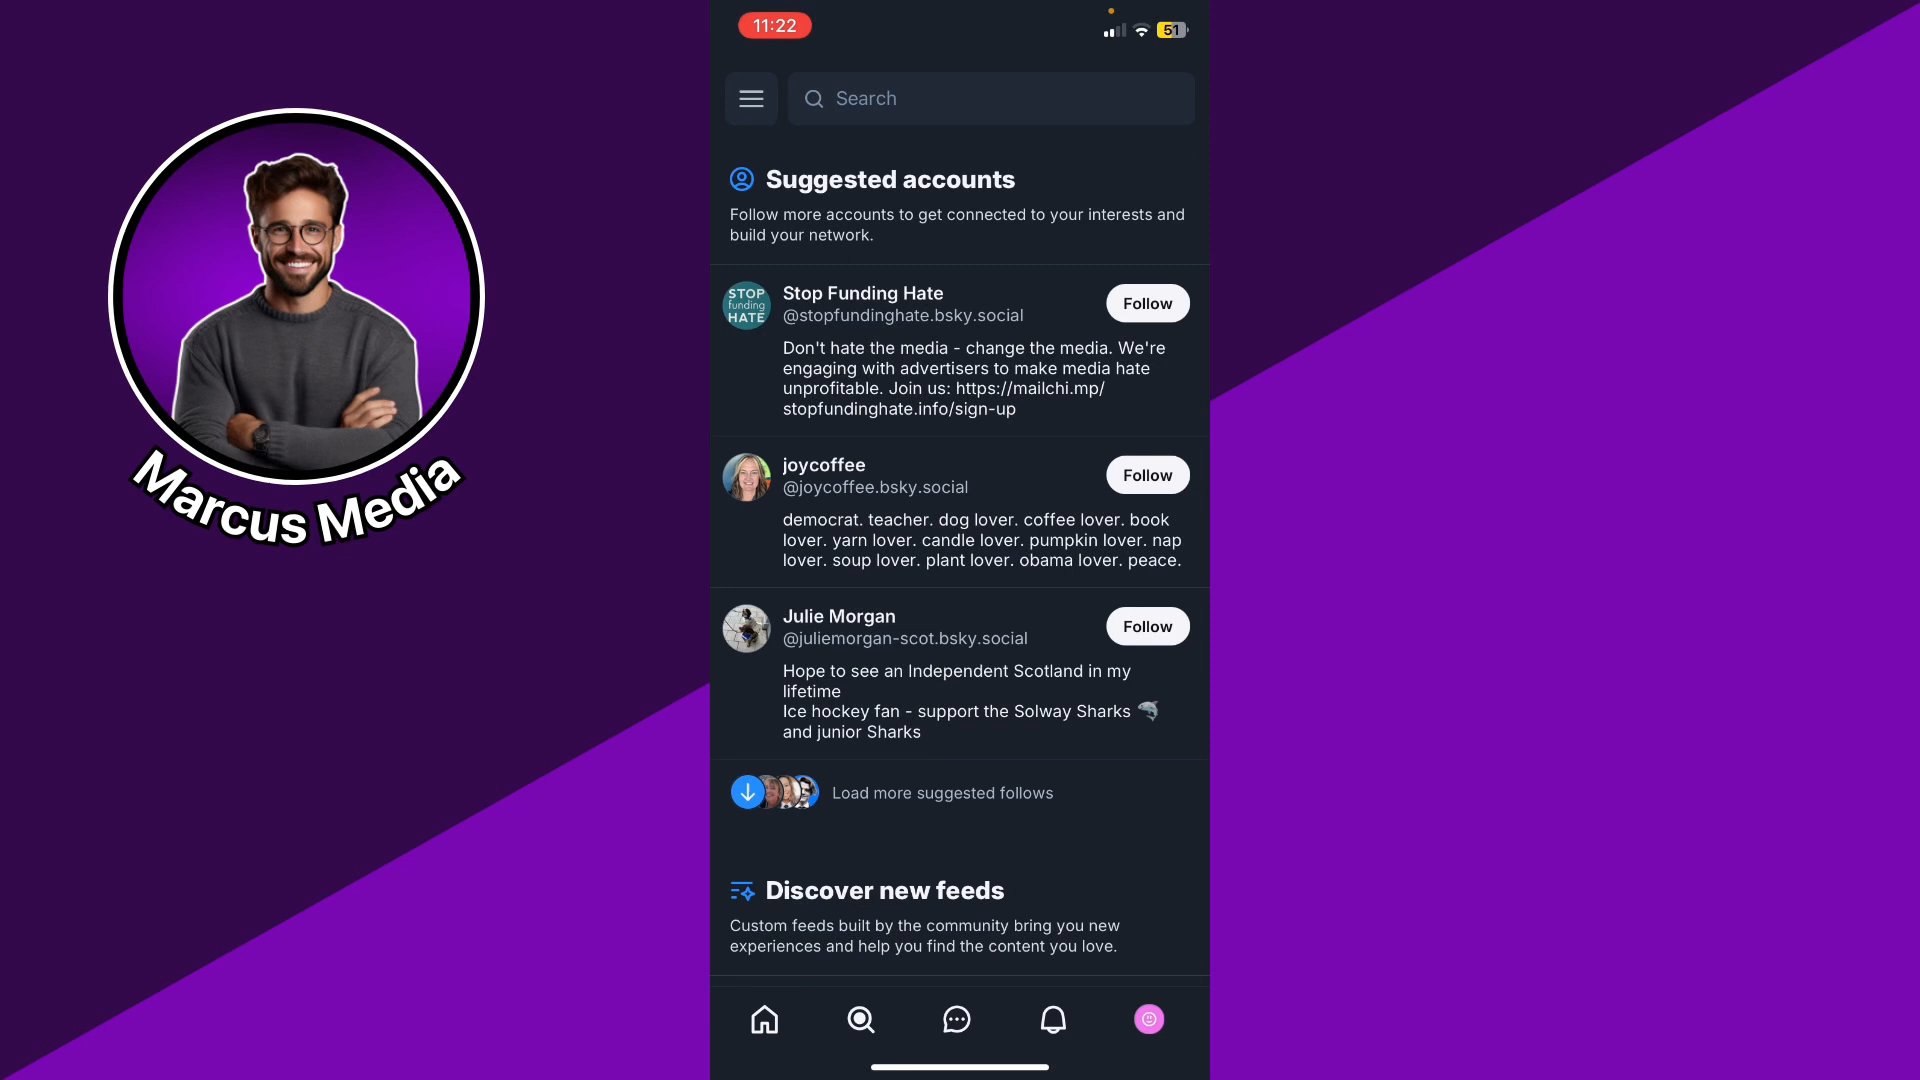 Marcus Media
11:22
51
Search
Suggested accounts
Follow more accounts to get connected to your interests and
build your network.
STOP
funding
HATE
Stop Funding Hate
@stopfundinghate.bsky.social
Follow
Don't hate the media - change the media. We're
engaging with advertisers to make media hate
unprofitable. Join us: https://mailchi.mp/
stopfundinghate.info/sign-up
joycoffee
@joycoffee.bsky.social
Follow
democrat. teacher. dog lover. coffee lover. book
lover. yarn lover. candle lover. pumpkin lover. nap
lover. soup lover. plant lover. obama lover. peace.
Julie Morgan
@juliemorgan-scot.bsky.social
Follow
Hope to see an Independent Scotland in my
lifetime
Ice hockey fan - support the Solway Sharks 🦈
and junior Sharks
Load more suggested follows
Discover new feeds
Custom feeds built by the community bring you new
experiences and help you find the content you love.